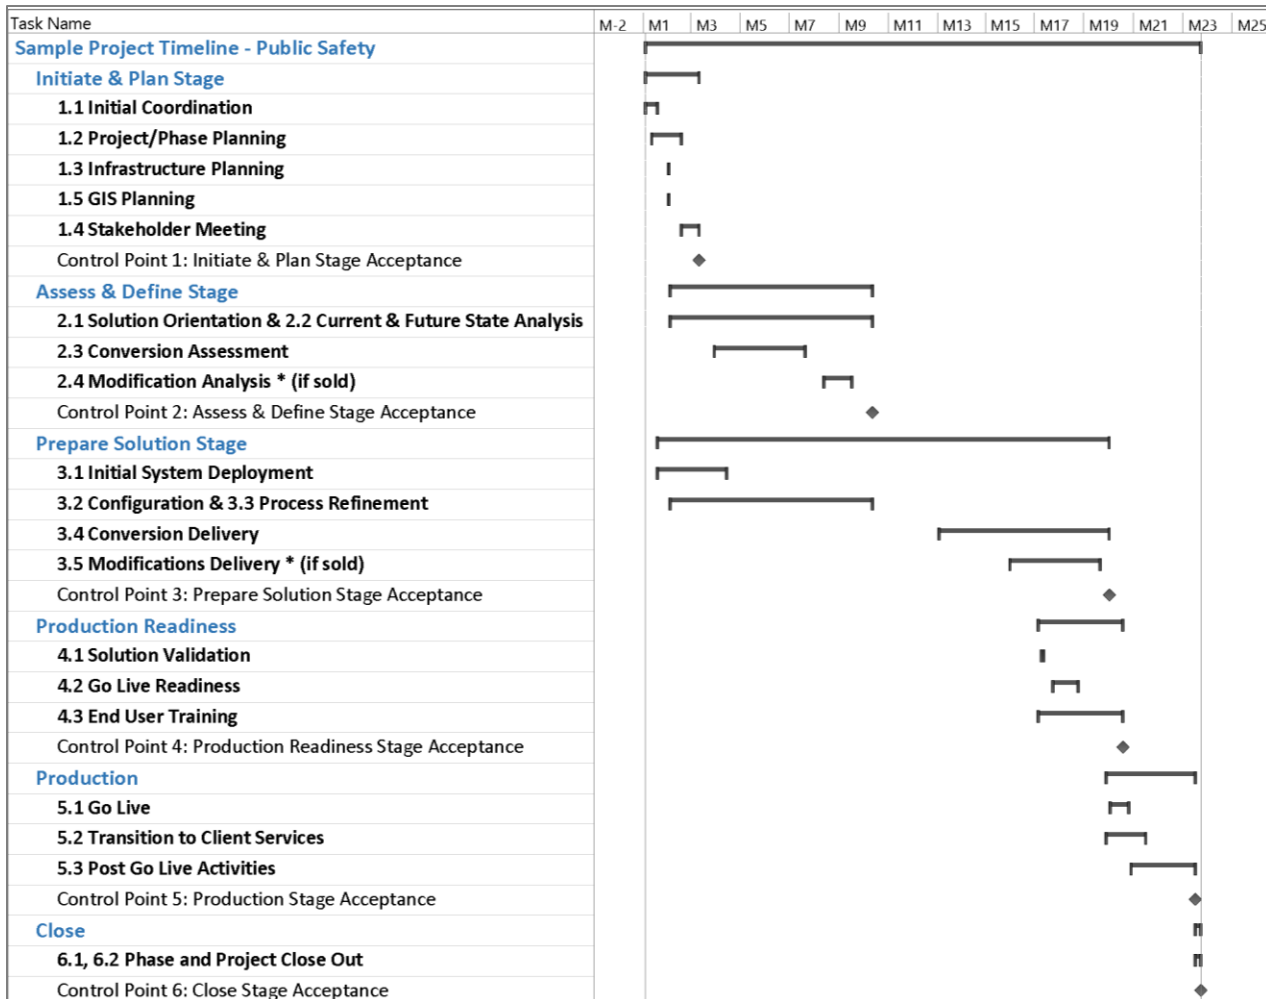 Task Name M-2 M1 M3 M5 M7 M9 M11 M13 M15 M17 M19 M21 M23 M25
Sample Project Timeline - Public Safety
Initiate & Plan Stage
1.1 Initial Coordination
1.2 Project/Phase Planning
1.3 Infrastructure Planning
1.5 GIS Planning
1.4 Stakeholder Meeting
Control Point 1: Initiate & Plan Stage Acceptance
Assess & Define Stage
2.1 Solution Orientation & 2.2 Current & Future State Analysis
2.3 Conversion Assessment
2.4 Modification Analysis * (if sold)
Control Point 2: Assess & Define Stage Acceptance
Prepare Solution Stage
3.1 Initial System Deployment
3.2 Configuration & 3.3 Process Refinement
3.4 Conversion Delivery
3.5 Modifications Delivery * (if sold)
Control Point 3: Prepare Solution Stage Acceptance
Production Readiness
4.1 Solution Validation
4.2 Go Live Readiness
4.3 End User Training
Control Point 4: Production Readiness Stage Acceptance
Production
5.1 Go Live
5.2 Transition to Client Services
5.3 Post Go Live Activities
Control Point 5: Production Stage Acceptance
Close
6.1, 6.2 Phase and Project Close Out
Control Point 6: Close Stage Acceptance